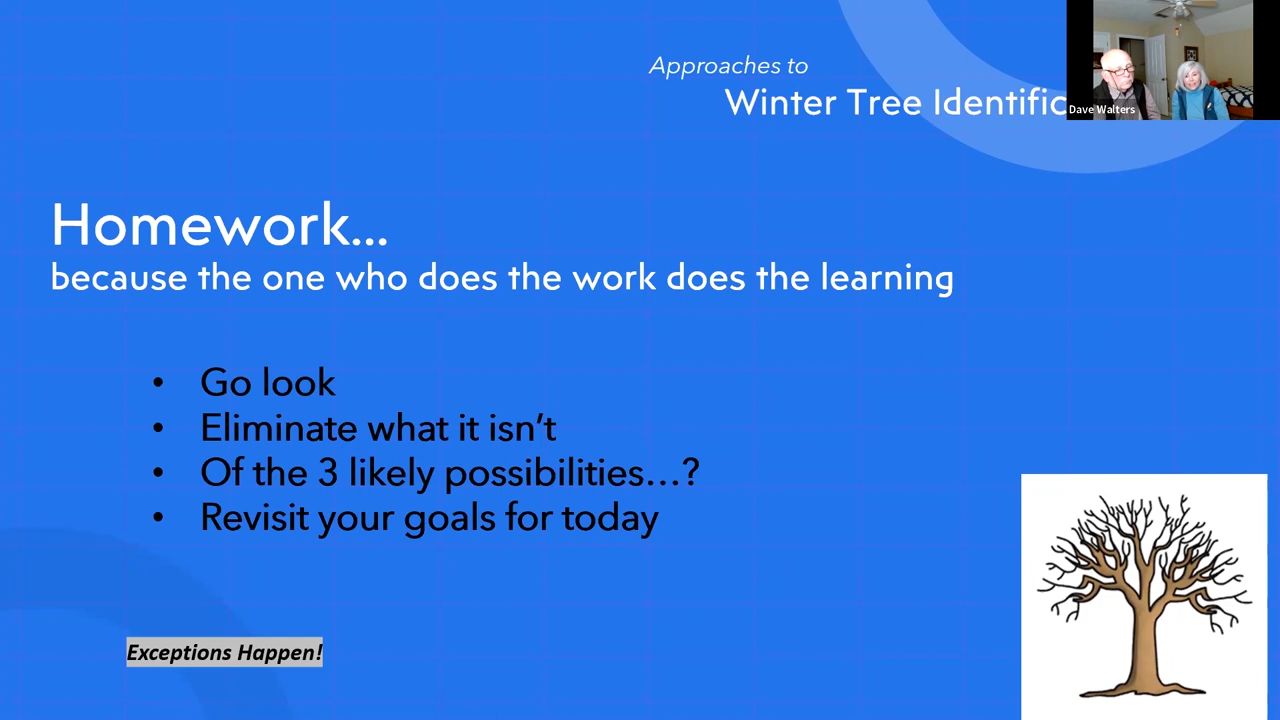 Approaches to
Winter Tree Identific
Dave Walters
Homework...
because the one who does the work does the learning
• Go look
• Eliminate what it isn't
• Of the 3 likely possibilities...?
• Revisit your goals for today
Exceptions Happen!